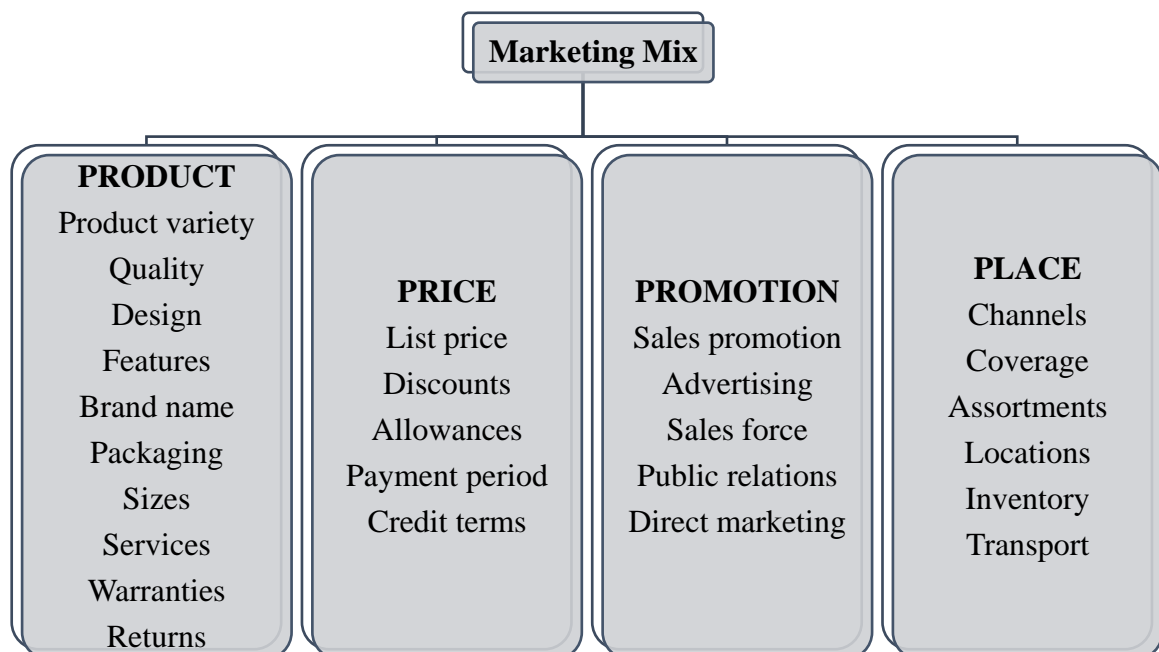 Marketing Mix
PRODUCT
Product variety
Quality
Design
Features
Brand name
Packaging
Sizes
Services
Warranties
Returns
PRICE
List price
Discounts
Allowances
Payment period
Credit terms
PROMOTION
Sales promotion
Advertising
Sales force
Public relations
Direct marketing
PLACE
Channels
Coverage
Assortments
Locations
Inventory
Transport